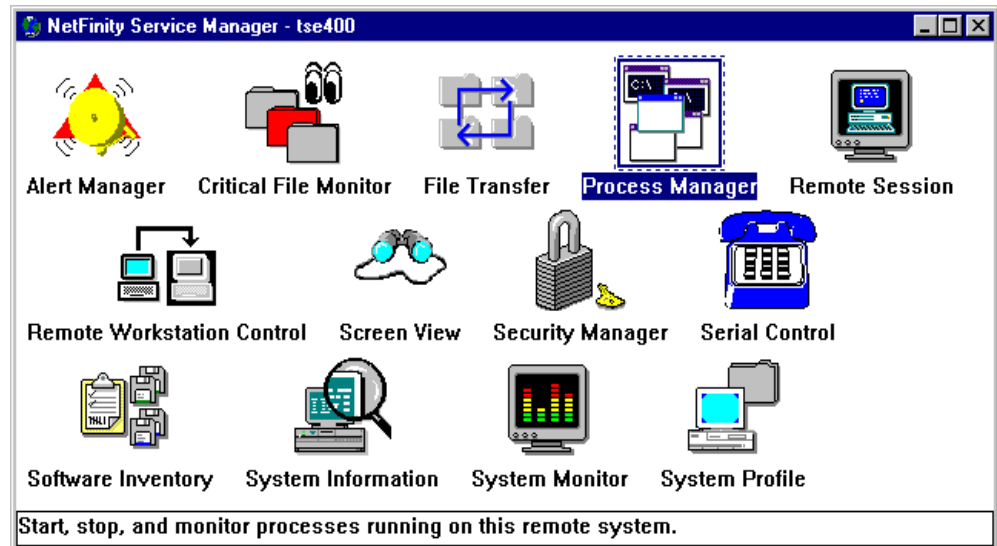 NetFinity Service Manager - tse400
Alert Manager
Critical File Monitor
File Transfer
C:\
Process Manager
Remote Session
Remote Workstation Control
Screen View
Security Manager
Serial Control
Software Inventory
System Information
System Monitor
System Profile
Start, stop, and monitor processes running on this remote system.